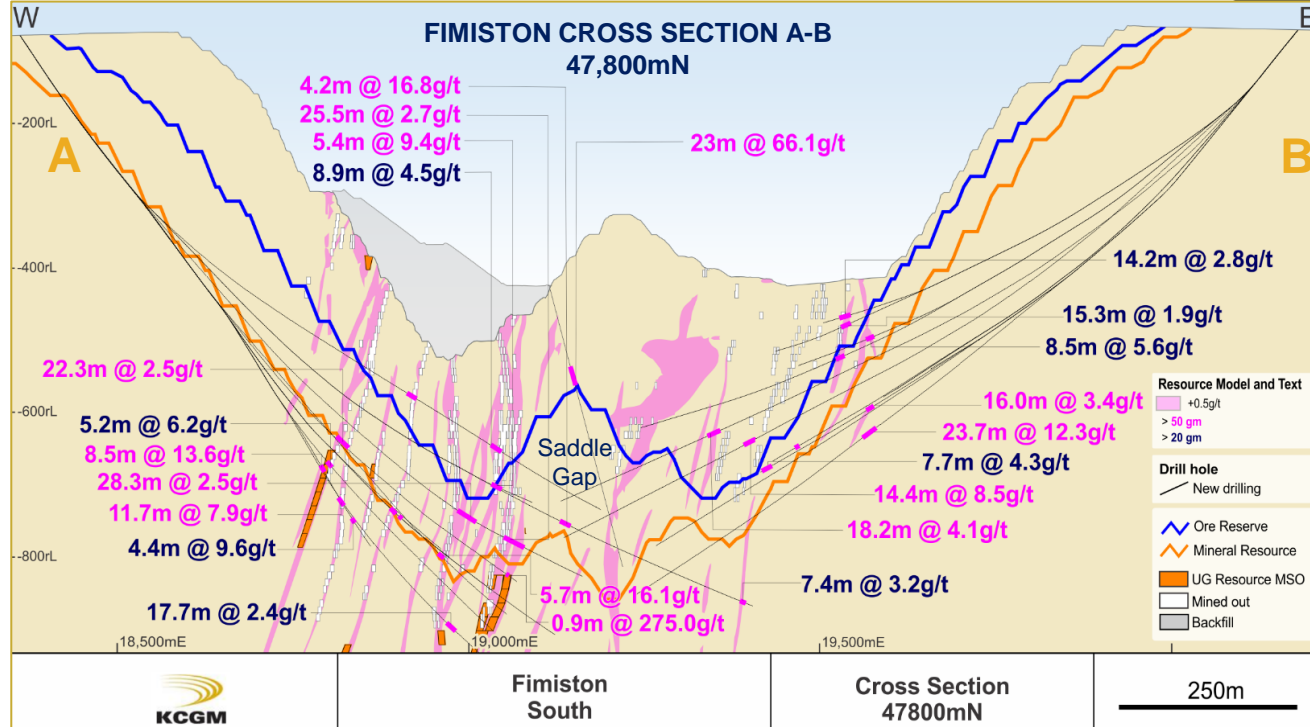 W
E
FIMISTON CROSS SECTION A-B
47,800mN
4.2m @ 16.8g/t
25.5m @ 2.7g/t
5.4m @ 9.4g/t
8.9m @ 4.5g/t
23m @ 66.1g/t
-200rL
A
B
-400rL
14.2m @ 2.8g/t
15.3m @ 1.9g/t
8.5m @ 5.6g/t
22.3m @ 2.5g/t
-600rL
16.0m @ 3.4g/t
23.7m @ 12.3g/t
5.2m @ 6.2g/t
8.5m @ 13.6g/t
28.3m @ 2.5g/t
11.7m @ 7.9g/t
4.4m @ 9.6g/t
Saddle
Gap
7.7m @ 4.3g/t
14.4m @ 8.5g/t
18.2m @ 4.1g/t
-800rL
7.4m @ 3.2g/t
5.7m @ 16.1g/t
0.9m @ 275.0g/t
17.7m @ 2.4g/t
18,500mE
19,000mE
19,500mE
Resource Model and Text
+0.5g/t
> 50 gm
> 20 gm
Drill hole
New drilling
Ore Reserve
Mineral Resource
UG Resource MSO
Mined out
Backfill
KCGM
Fimiston
South
Cross Section
47800mN
250m